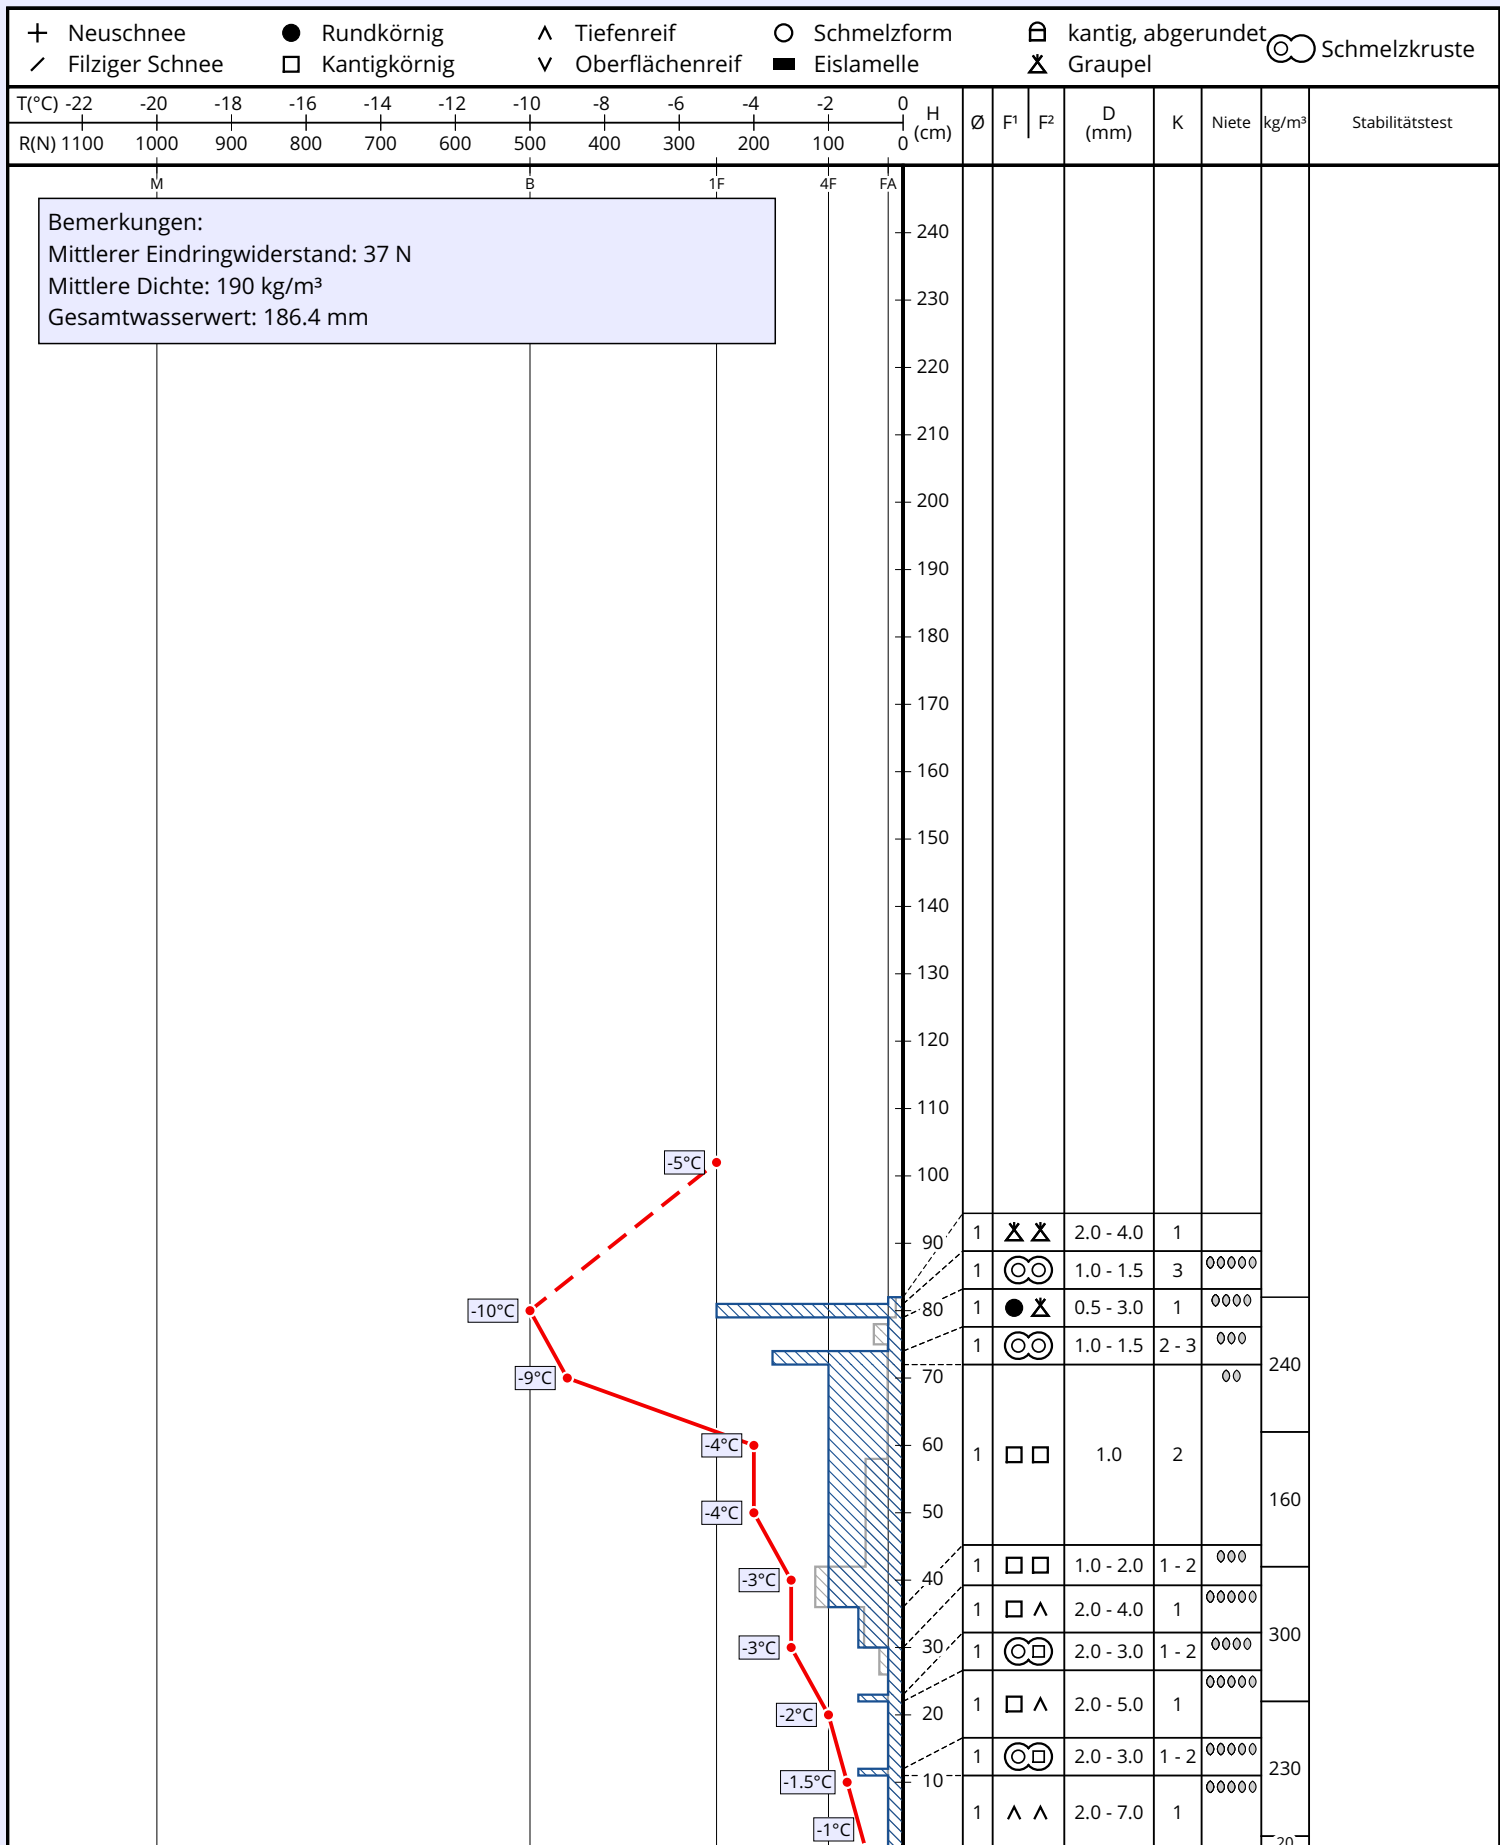 Neuschnee Rundkörnig Tiefenreif Schmelzform kantig, abgerundet Schmelzkruste
Filziger Schnee Kantigkörnig Oberflächenreif Eislamelle Graupel
T(°C) -22 -20 -18 -16 -14 -12 -10 -8 -6 -4 -2 0
R(N) 1100 1000 900 800 700 600 500 400 300 200 100 0
H (cm) Ø F¹ F² D (mm) K Niete kg/m³ Stabilitätstest
M B 1F 4F FA
Bemerkungen:
Mittlerer Eindringwiderstand: 37 N
Mittlere Dichte: 190 kg/m³
Gesamtwasserwert: 186.4 mm
240
230
220
210
200
190
180
170
160
150
140
130
120
110
-5°C
100
90 1 2.0 - 4.0 1
1 1.0 - 1.5 3
-10°C 80 1 0.5 - 3.0 1
1 1.0 - 1.5 2 - 3
240
-9°C 70
-4°C 60 1 1.0 2
160
-4°C 50
-3°C 40 1 1.0 - 2.0 1 - 2
1 2.0 - 4.0 1
300
-3°C 30 1 2.0 - 3.0 1 - 2
-2°C 20 1 2.0 - 5.0 1
1 2.0 - 3.0 1 - 2
230
-1.5°C 10
1 2.0 - 7.0 1
-1°C
20